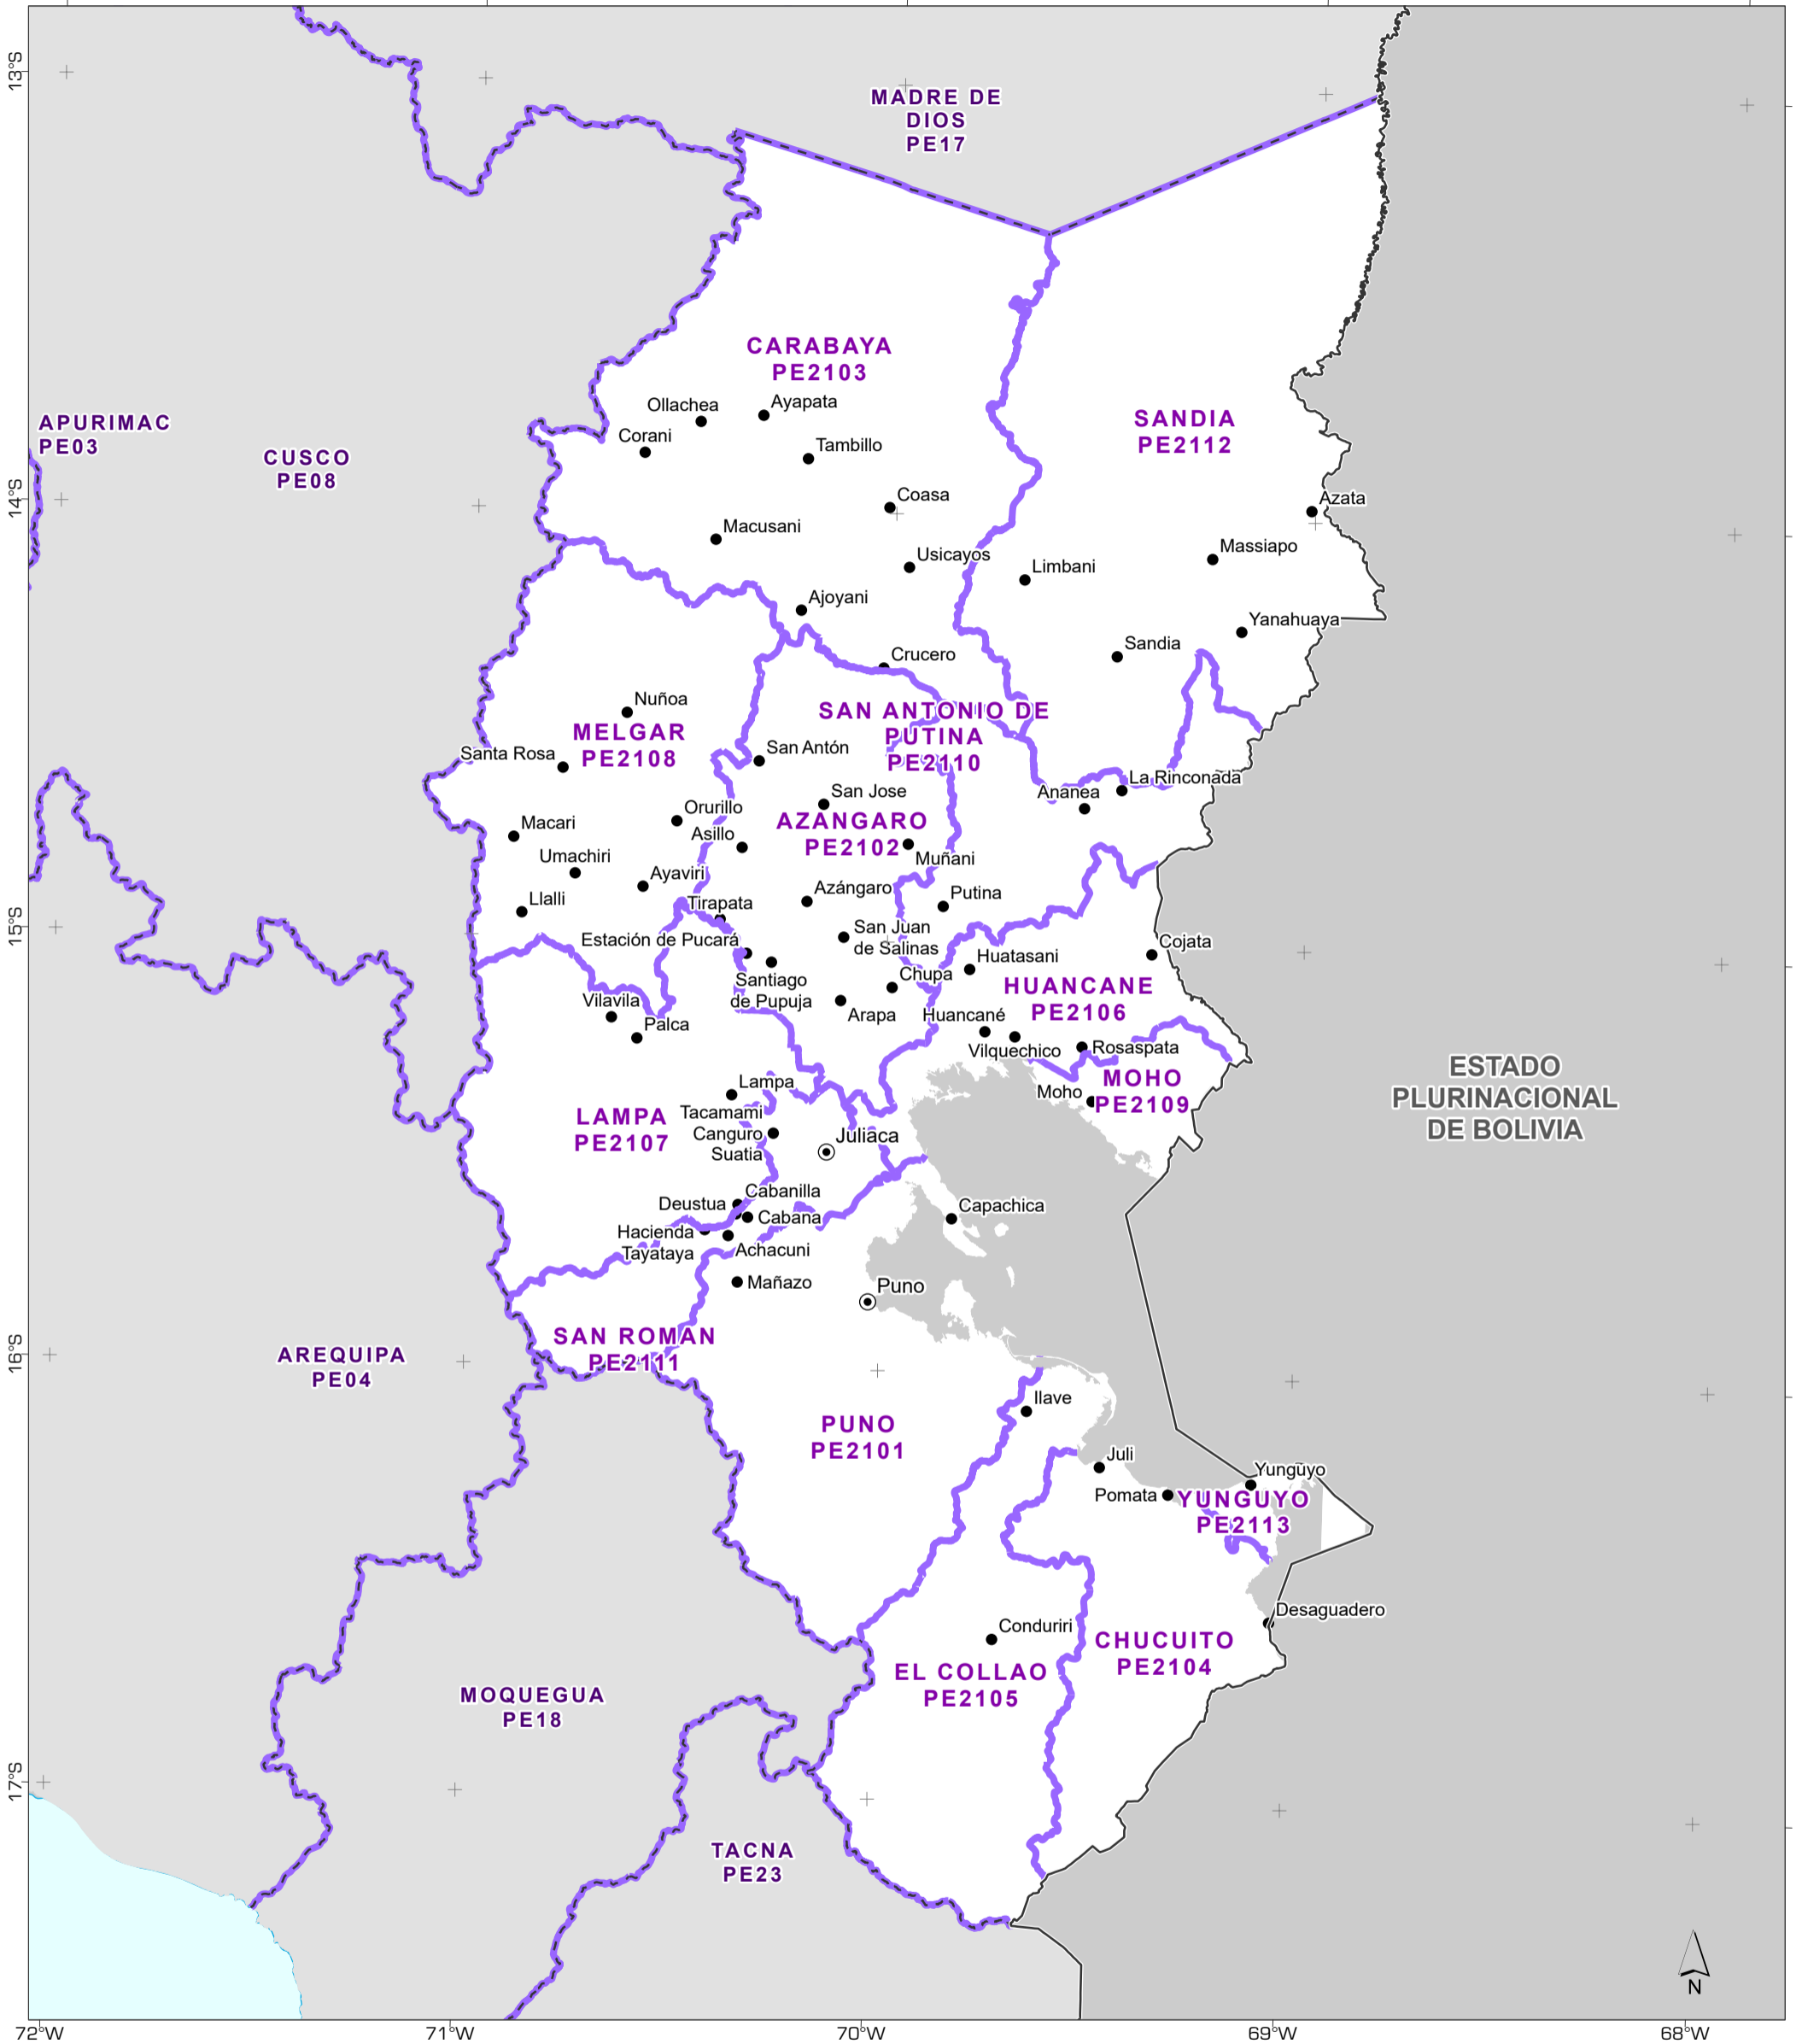 MADRE DE
DIOS
PE17
13°S
CARABAYA
PE2103
Ollachea
Ayapata
Corani
Tambillo
SANDIA
PE2112
APURIMAC
PE03
CUSCO
PE08
14°S
Coasa
Azata
Macusani
Usicayos
Massiapo
Limbani
Ajoyani
Yanahuaya
Crucero
Sandia
Nuñoa
MELGAR
PE2108
SAN ANTONIO DE
PUTINA
PE2110
Santa Rosa
San Antón
La Rinconada
Ananea
San Jose
Orurillo
Macari
Asillo
AZANGARO
PE2102
Muñani
Umachiri
Ayaviri
Llalli
Azángaro
Putina
Tirapata
15°S
San Juan
de Salinas
Estación de Pucará
Cojata
Huatasani
Chupa
Santiago
de Pupuja
HUANCANE
PE2106
Vilavila
Arapa
Huancané
Palca
Vilquechico
Rosaspata
MOHO
PE2109
Moho
ESTADO
PLURINACIONAL
DE BOLIVIA
Lampa
LAMPA
PE2107
Tacamami
Canguro
Suatia
Juliaca
Cabanilla
Deustua
Cabana
Capachica
Hacienda
Tayataya
Achacuni
Mañazo
Puno
SAN ROMAN
PE2111
16°S
AREQUIPA
PE04
Ilave
PUNO
PE2101
Juli
Yunguyo
Pomata
YUNGUYO
PE2113
Desaguadero
Conduriri
CHUCUITO
PE2104
EL COLLAO
PE2105
MOQUEGUA
PE18
17°S
TACNA
PE23
N
72°W
71°W
70°W
69°W
68°W